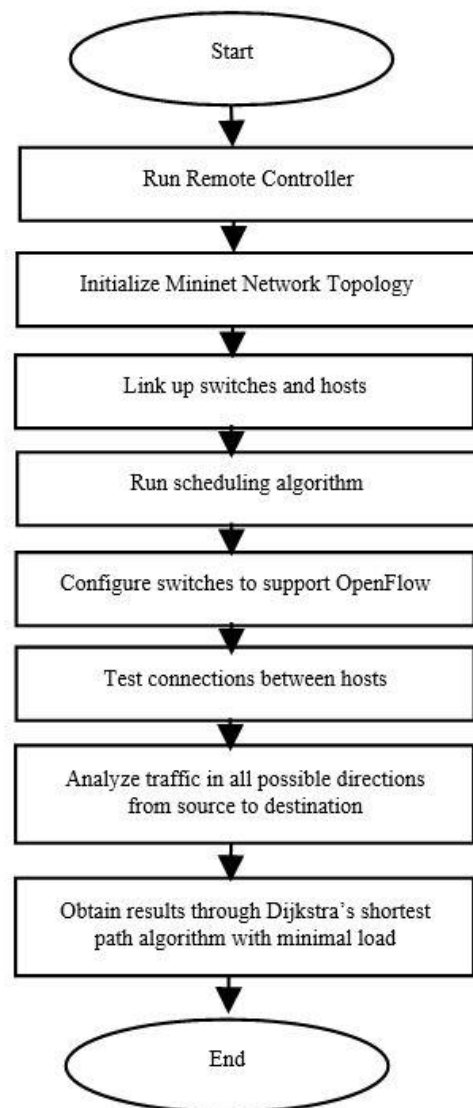 Start
Run Remote Controller
Initialize Mininet Network Topology
Link up switches and hosts
Run scheduling algorithm
Configure switches to support OpenFlow
Test connections between hosts
Analyze traffic in all possible directions
from source to destination
Obtain results through Dijkstra’s shortest
path algorithm with minimal load
End